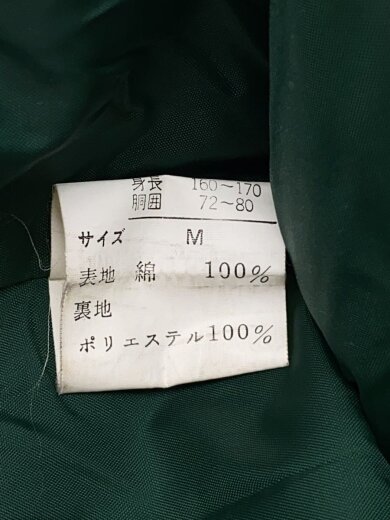 身長 160～170
胴囲 72～80
サイズ M
表地 綿 100%
裏地
ポリエステル100%